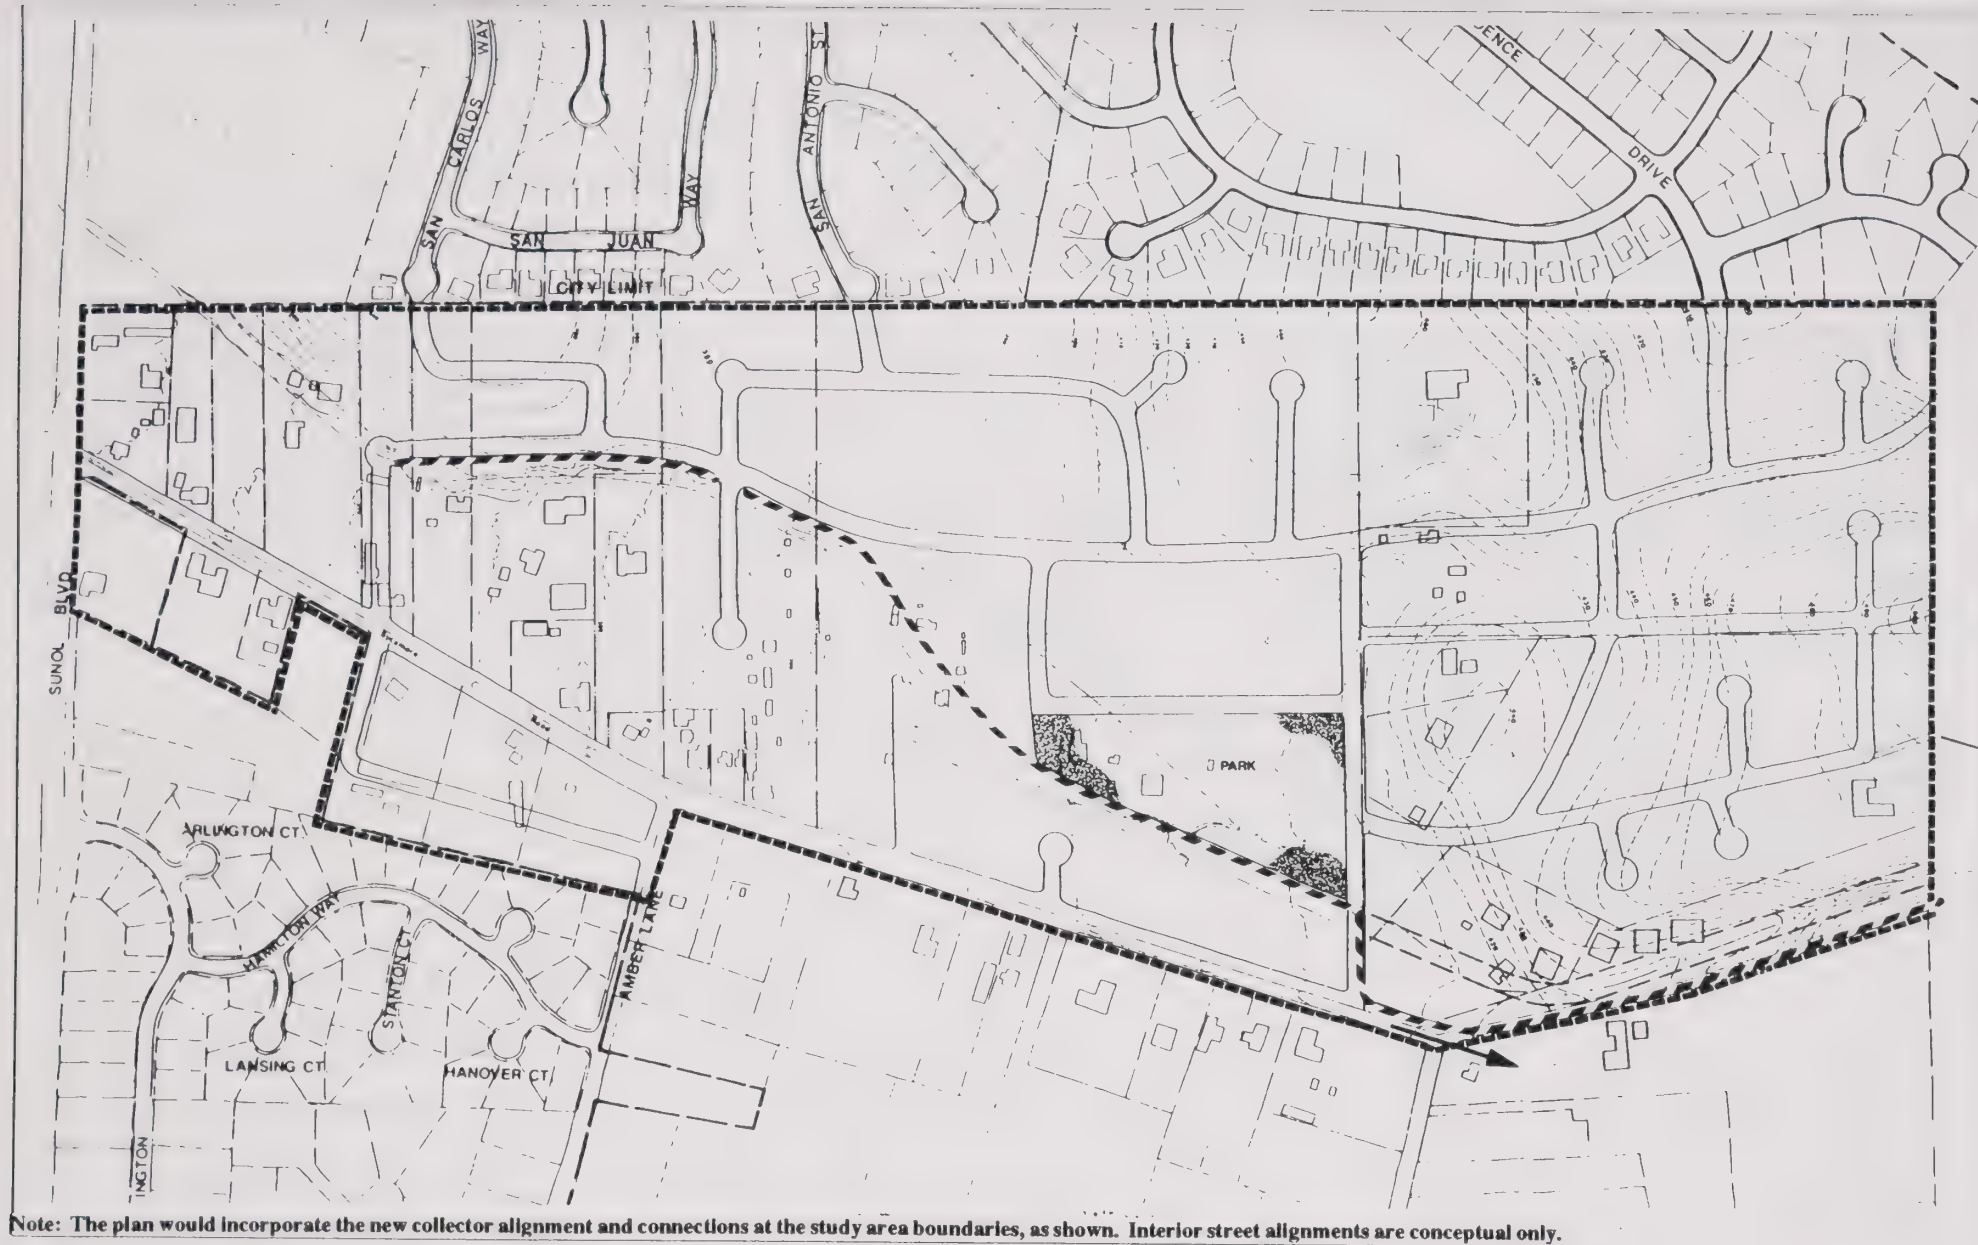 WAY
CARLOS
SAN
SAN JUAN
WAY
ST.
ANTONIO
SAN
DRIVE
CITY LIMIT
BLVD
SUNOL
PARK
ARLINGTON CT.
HAMILTON WAY
STANTON CT
AMBER LANE
LANSING CT.
HANOVER CT.
INGTON
Note: The plan would incorporate the new collector alignment and connections at the study area boundaries, as shown. Interior street alignments are conceptual only.